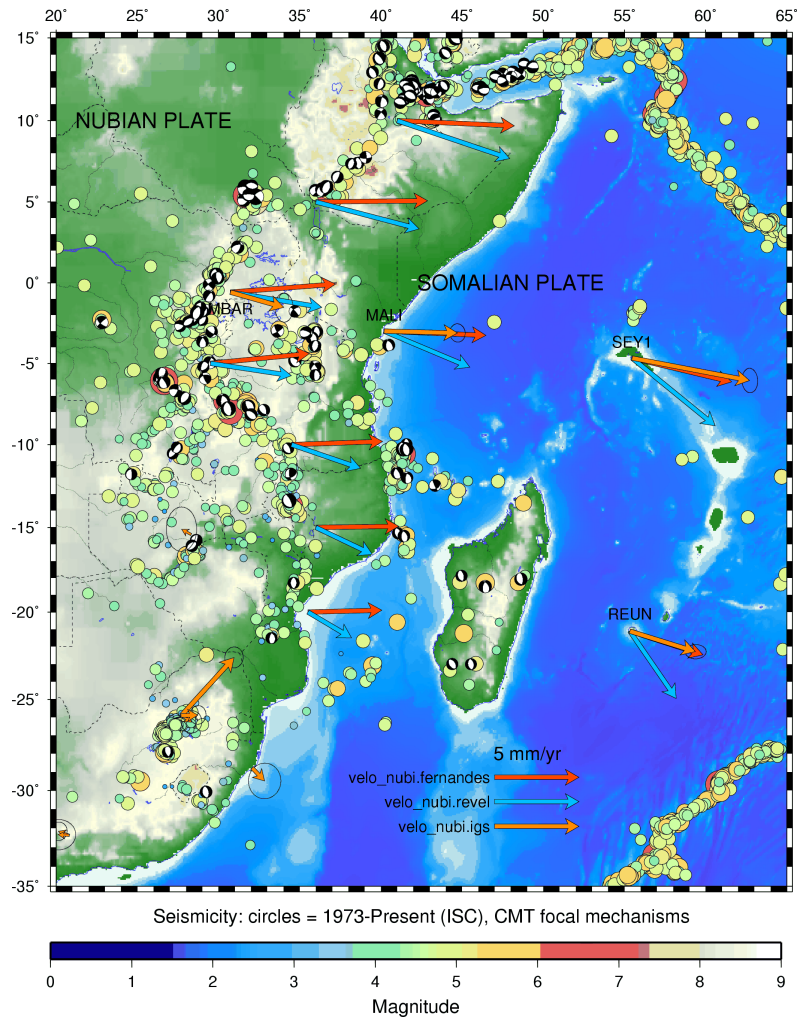 20° 25° 30° 35° 40° 45° 50° 55° 60° 65°
15°
NUBIAN PLATE
10°
5°
0°
SOMALIAN PLATE
MBAR
MALI
SEY1
-5°
-10°
-15°
-20°
REUN
-25°
5 mm/yr
velo_nubi.fernandes
-30°
velo_nubi.revel
velo_nubi.igs
-35°
Seismicity: circles = 1973-Present (ISC), CMT focal mechanisms
0 1 2 3 4 5 6 7 8 9
Magnitude